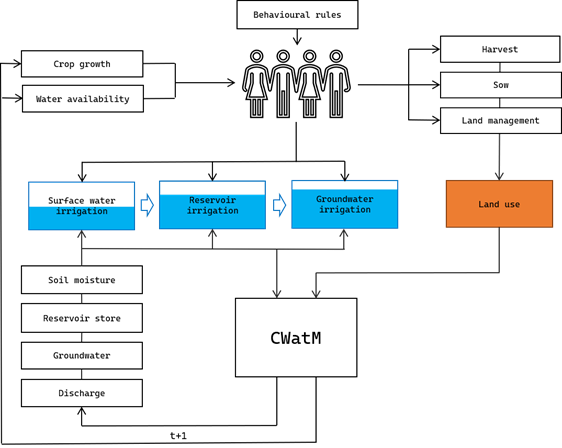 Behavioural rules
Crop growth
Water availability
Harvest
Sow
Land management
Surface water
irrigation
Reservoir
irrigation
Groundwater
irrigation
Land use
Soil moisture
Reservoir store
Groundwater
Discharge
CWatM
t+1